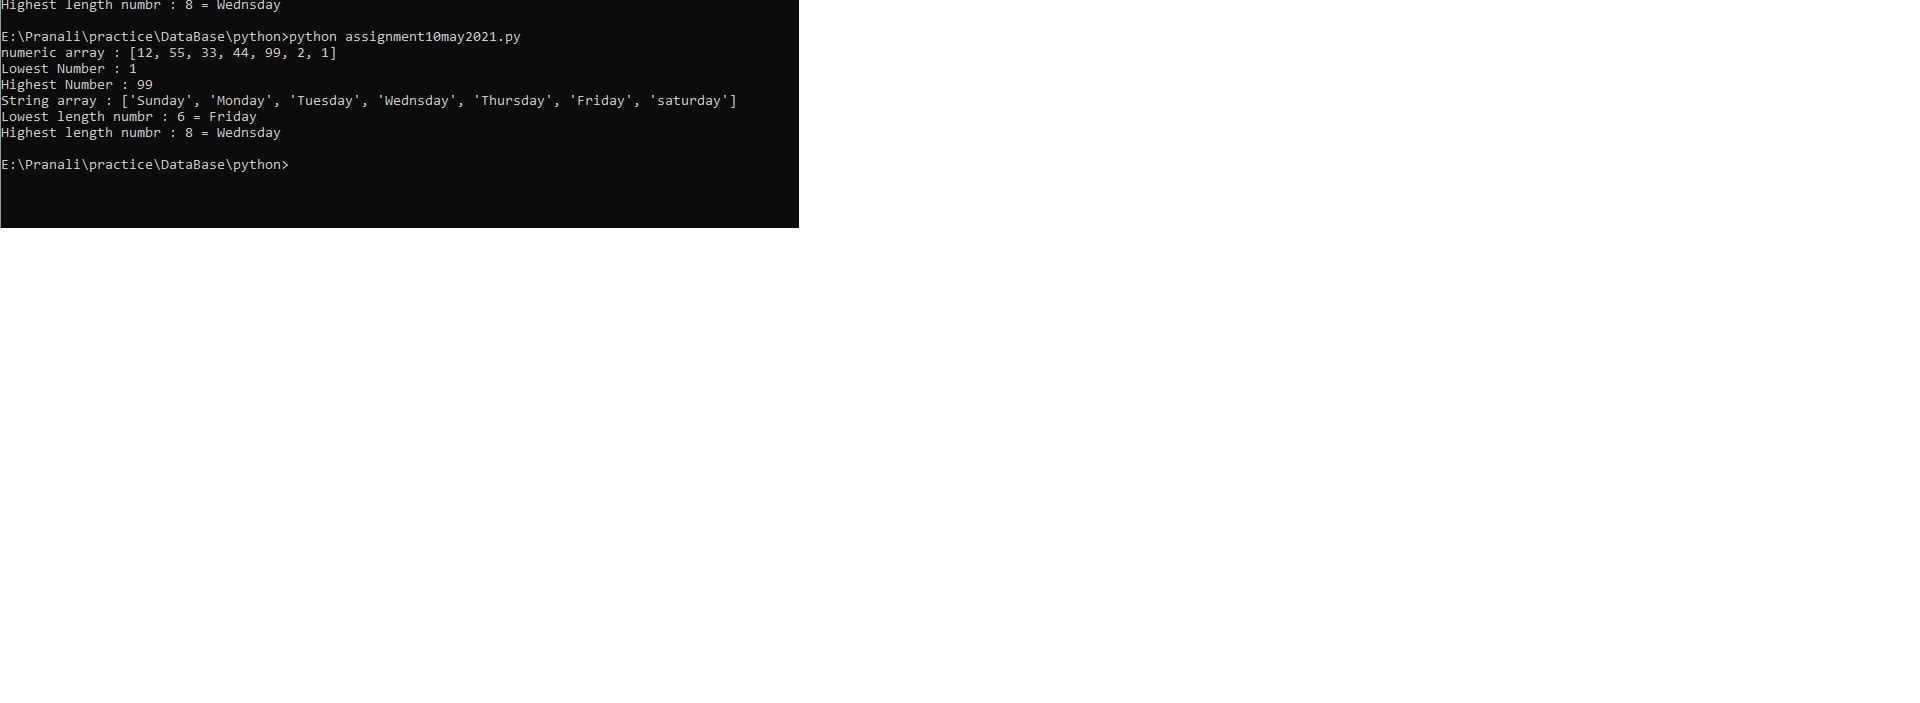 Highest length numbr : 8 = Wednsday
E:\Pranali\practice\DataBase\python>python assignment10may2021.py
numeric array : [12, 55, 33, 44, 99, 2, 1]
Lowest Number : 1
Highest Number : 99
String array : ['Sunday', 'Monday', 'Tuesday', 'Wednsday', 'Thursday', 'Friday', 'saturday']
Lowest length numbr : 6 = Friday
Highest length numbr : 8 = Wednsday
E:\Pranali\practice\DataBase\python>